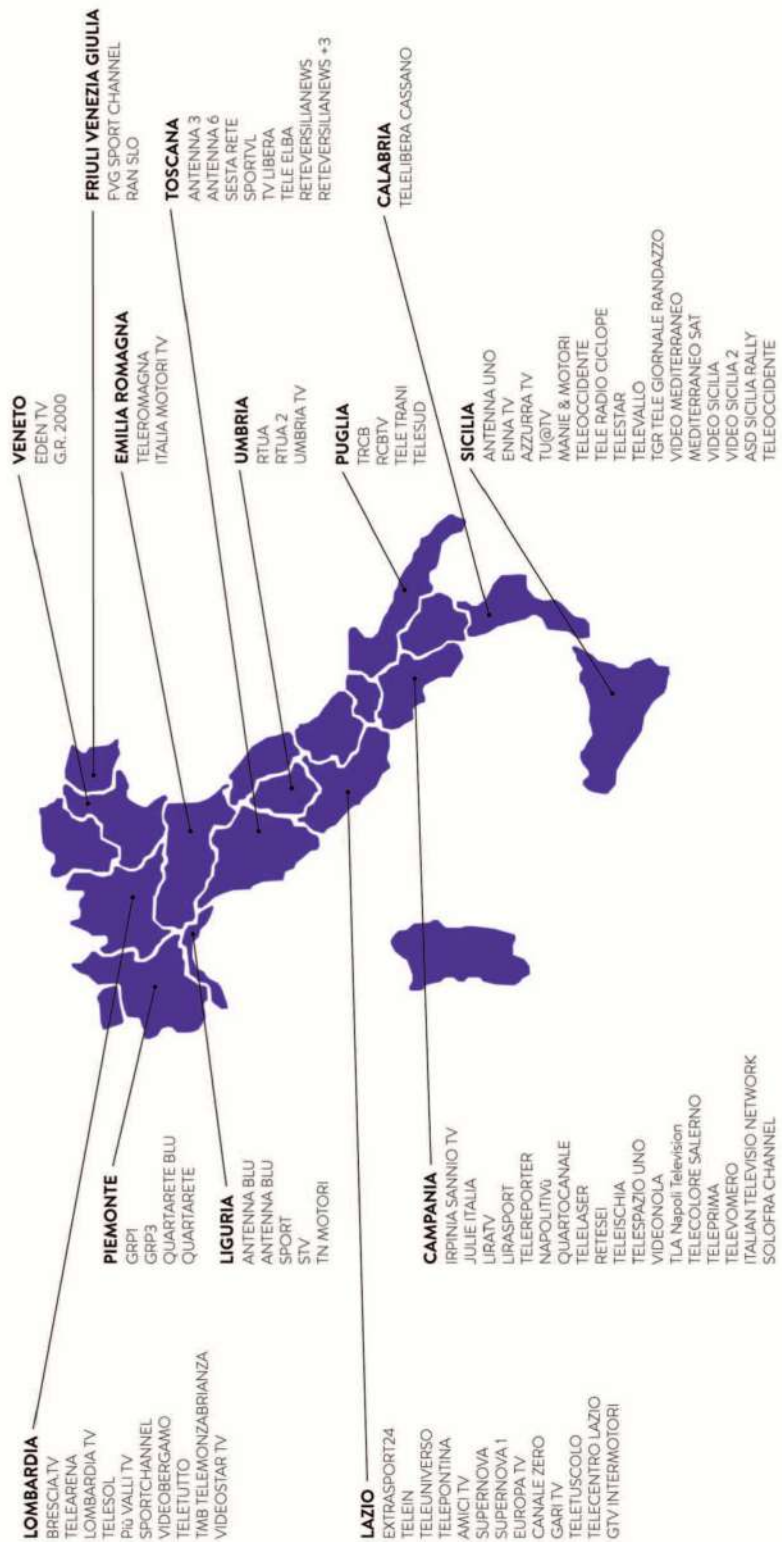 LOMBARDIA
BRESCIA.TV
TELEARENA
LOMBARDIA TV
TELESOL
Più VALLI TV
SPORTCHANNEL
VIDEOBERGAMO
TELETUTTO
TMB TELEMONZABRIANZA
VIDEOSTAR TV
PIEMONTE
GRP1
GRP3
QUARTARETE BLU
QUARTARETE
LIGURIA
ANTENNA BLU
ANTENNA BLU
SPORT
STV
TN MOTORI
LAZIO
EXTRASPORT24
TELEIN
TELEUNIVERSO
TELEPONTINA
AMICI TV
SUPERNOVA
SUPERNOVA 1
EUROPA TV
CANALE ZERO
GARI TV
TELETUSCOLO
TELECENTRO LAZIO
GTV INTERMOTORI
CAMPANIA
IRPINIA SANNIO TV
JULIE ITALIA
LIRATV
LIRASPORT
TELEREPORTER
NAPOLITIVù
QUARTOCANALE
TELELASER
RETESEI
TELEISCHIA
TELESPAZIO UNO
VIDEONOLA
TLA Napoli Television
TELECOLORE SALERNO
TELEPRIMA
TELEVOMERO
ITALIAN TELEVISIO NETWORK
SOLOFRA CHANNEL
VENETO
EDEN TV
G.R. 2000
FRIULI VENEZIA GIULIA
FVG SPORT CHANNEL
RAN SLO
EMILIA ROMAGNA
TELEROMAGNA
ITALIA MOTORI TV
TOSCANA
ANTENNA 3
ANTENNA 6
SESTA RETE
SPORTVL
TV LIBERA
TELE ELBA
RETEVERSILIANEWS
RETEVERSILIANEWS +3
UMBRIA
RTUA
RTUA 2
UMBRIA TV
PUGLIA
TRCB
RCBTV
TELE TRANI
TELESUD
CALABRIA
TELELIBERA CASSANO
SICILIA
ANTENNA UNO
ENNA TV
AZZURRA TV
TU@TV
MANIE & MOTORI
TELEOCCIDENTE
TELE RADIO CICLOPE
TELESTAR
TELEVALLO
TGR TELE GIORNALE RANDAZZO
VIDEO MEDITERRANEO
MEDITERRANEO SAT
VIDEO SICILIA
VIDEO SICILIA 2
ASD SICILIA RALLY
TELEOCCIDENTE